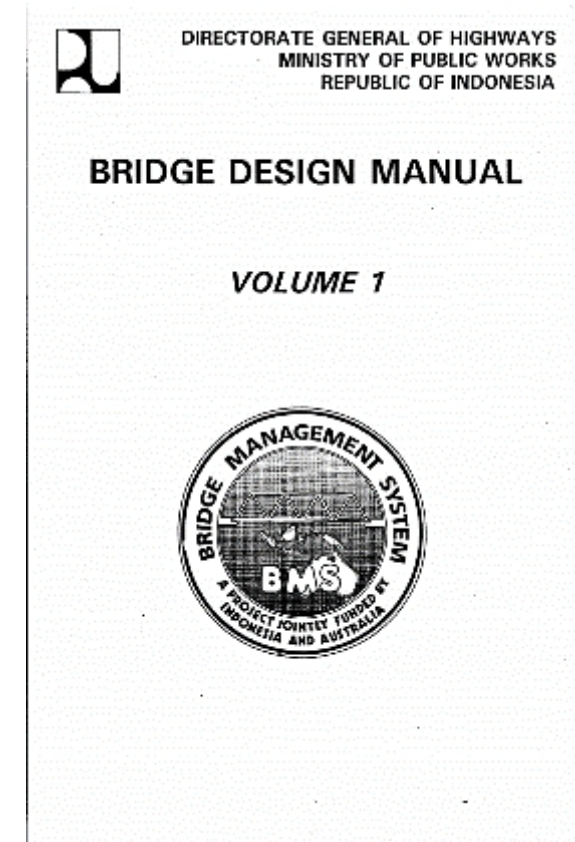 DIRECTORATE GENERAL OF HIGHWAYS
MINISTRY OF PUBLIC WORKS
REPUBLIC OF INDONESIA
BRIDGE DESIGN MANUAL
VOLUME 1
BRIDGE MANAGEMENT SYSTEM
BMS
A PROJECT JOINTLY FUNDED BY
INDONESIA AND AUSTRALIA